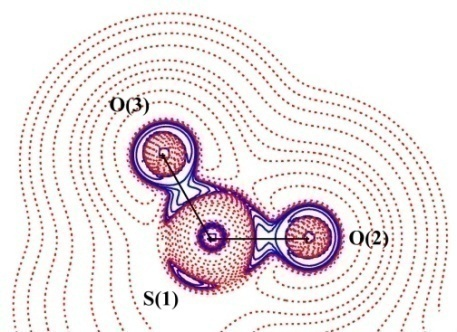 O(3)
O(2)
S(1)